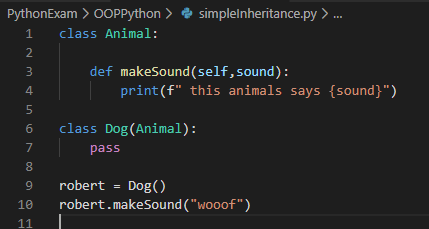 PythonExam > OOPPython > simpleInheritance.py > ...
1 class Animal:
2
3     def makeSound(self,sound):
4         print(f" this animals says {sound}")
5
6 class Dog(Animal):
7     pass
8
9 robert = Dog()
10 robert.makeSound("wooof")
11